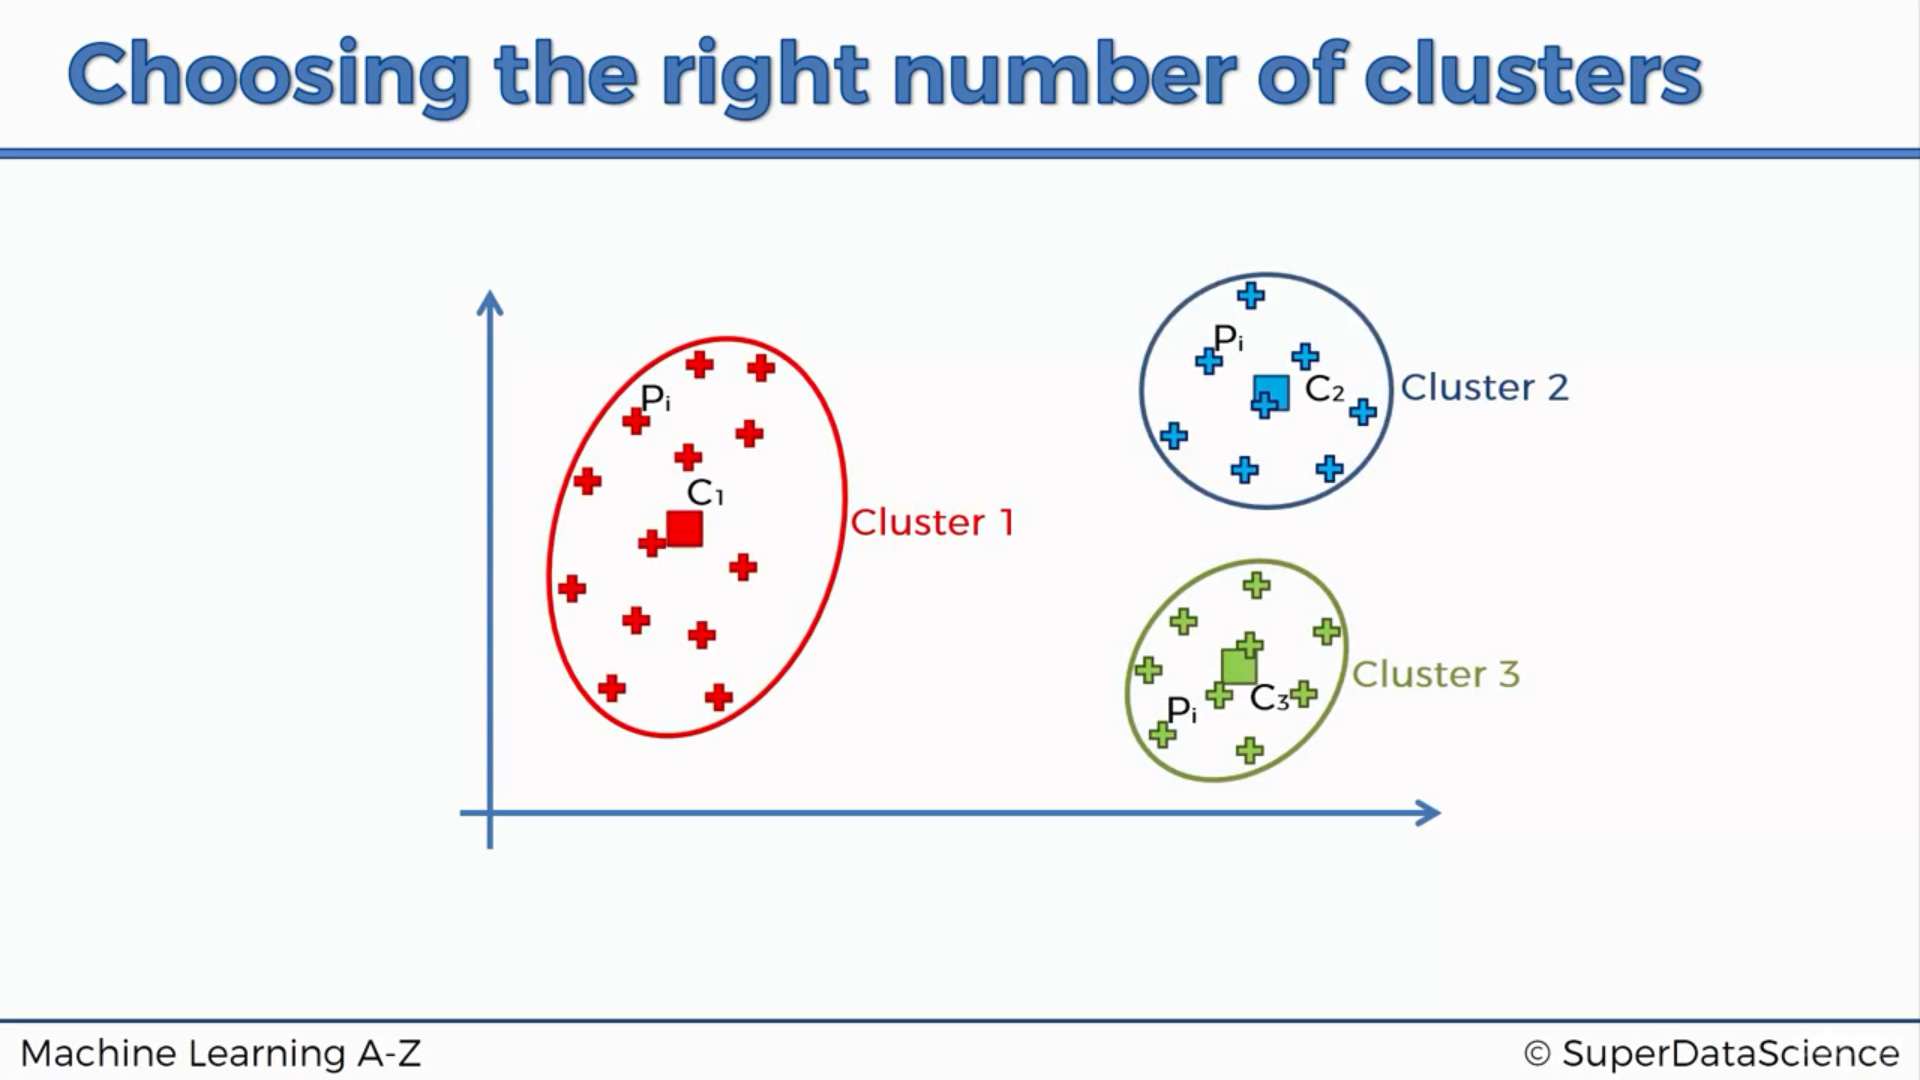 Choosing the right number of clusters
Pᵢ
C₂
Cluster 2
Pᵢ
C₁
Cluster 1
Cluster 3
C₃
Pᵢ
Machine Learning A-Z
© SuperDataScience